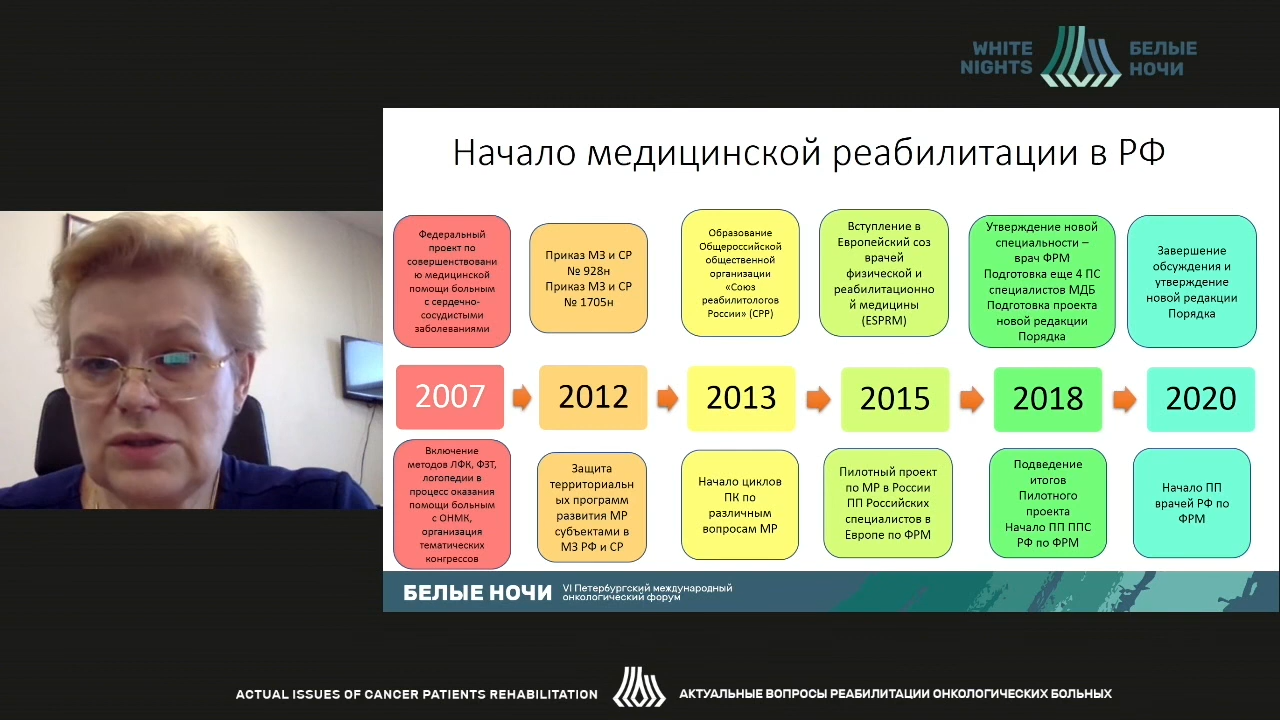 WHITE
NIGHTS
БЕЛЫЕ
НОЧИ
Начало медицинской реабилитации в РФ
Федеральный
проект по
совершенствовани
ю медицинской
помощи больным
с сердечно-
сосудистыми
заболеваниями
Приказ МЗ и СР
№ 928н
Приказ МЗ и СР
№ 1705н
Образование
Общероссийской
общественной
организации
«Союз
реабилитологов
России» (СРР)
Вступление в
Европейский соз
врачей
физической и
реабилитационно
й медицины
(ESPRM)
Утверждение новой
специальности –
врач ФРМ
Подготовка еще 4 ПС
специалистов МДБ
Подготовка проекта
новой редакции
Порядка
Завершение
обсуждения и
утверждение
новой редакции
Порядка
2007
2012
2013
2015
2018
2020
Включение
методов ЛФК, ФЗТ,
логопедии в
процесс оказания
помощи больным
с ОНМК,
организация
тематических
конгрессов
Защита
территориальн
ых программ
развития МР
субъектами в
МЗ РФ и СР
Начало циклов
ПК по
различным
вопросам МР
Пилотный проект
по МР в России
ПП Российских
специалистов в
Европе по ФРМ
Подведение
итогов
Пилотного
проекта
Начало ПП ППС
РФ по ФРМ
Начало ПП
врачей РФ по
ФРМ
БЕЛЫЕ НОЧИ
VI Петербургский международный
онкологический форум
ACTUAL ISSUES OF CANCER PATIENTS REHABILITATION
АКТУАЛЬНЫЕ ВОПРОСЫ РЕАБИЛИТАЦИИ ОНКОЛОГИЧЕСКИХ БОЛЬНЫХ